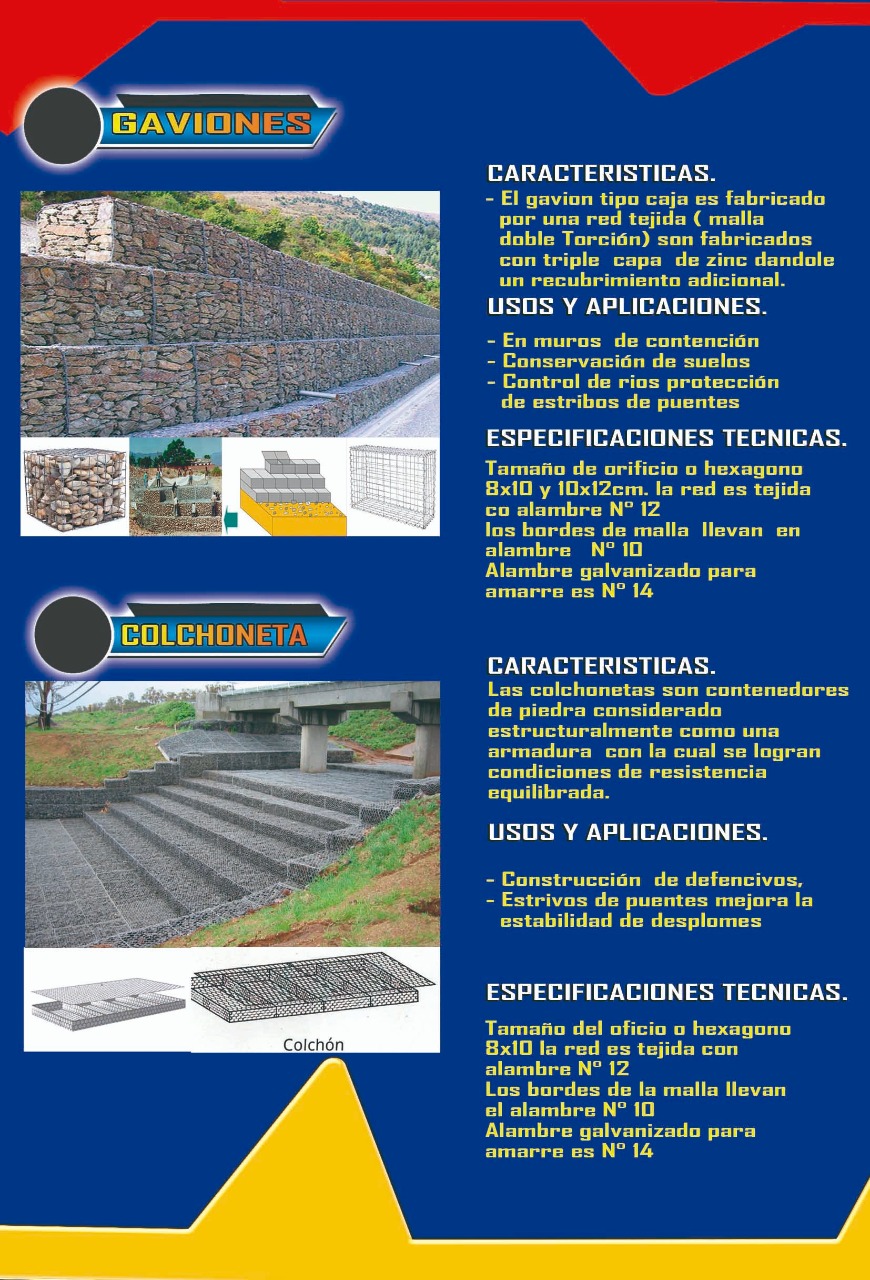 GAVIONES
CARACTERISTICAS.
- El gavion tipo caja es fabricado
por una red tejida ( malla
doble Torción) son fabricados
con triple capa de zinc dandole
un recubrimiento adicional.
USOS Y APLICACIONES.
- En muros de contención
- Conservación de suelos
- Control de rios protección
de estribos de puentes
ESPECIFICACIONES TECNICAS.
Tamaño de orificio o hexagono
8x10 y 10x12cm. la red es tejida
co alambre Nº 12
los bordes de malla llevan en
alambre Nº 10
Alambre galvanizado para
amarre es Nº 14
COLCHONETA
CARACTERISTICAS.
Las colchonetas son contenedores
de piedra considerado
estructuralmente como una
armadura con la cual se logran
condiciones de resistencia
equilibrada.
USOS Y APLICACIONES.
- Construcción de defencivos,
- Estrivos de puentes mejora la
estabilidad de desplomes
Colchón
ESPECIFICACIONES TECNICAS.
Tamaño del oficio o hexagono
8x10 la red es tejida con
alambre Nº 12
Los bordes de la malla llevan
el alambre Nº 10
Alambre galvanizado para
amarre es Nº 14